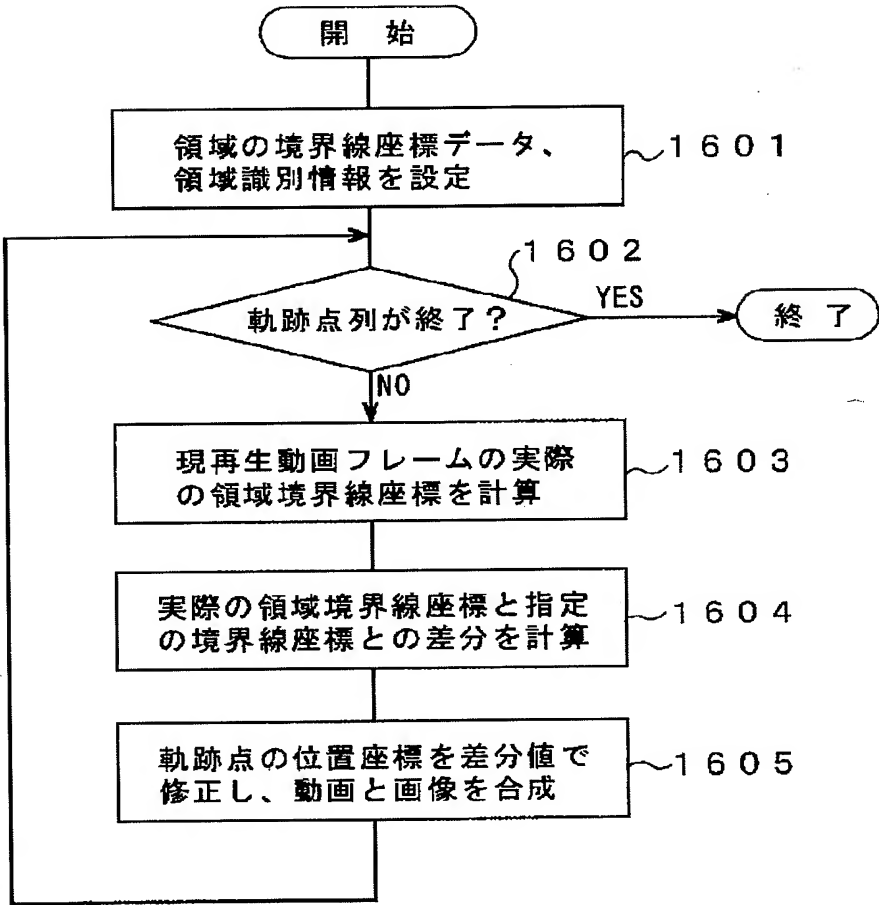 開 始
領域の境界線座標データ、
領域識別情報を設定
1601
1602
軌跡点列が終了？
YES
終 了
NO
現再生動画フレームの実際
の領域境界線座標を計算
1603
実際の領域境界線座標と指定
の境界線座標との差分を計算
1604
軌跡点の位置座標を差分値で
修正し、動画と画像を合成
1605